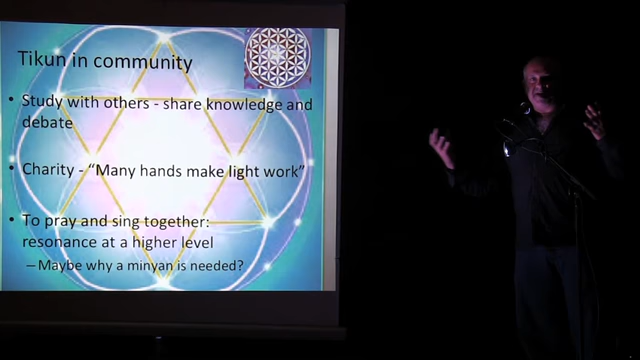 Tikun in community
• Study with others - share knowledge and
debate
• Charity - “Many hands make light work”
• To pray and sing together:
resonance at a higher level
– Maybe why a minyan is needed?